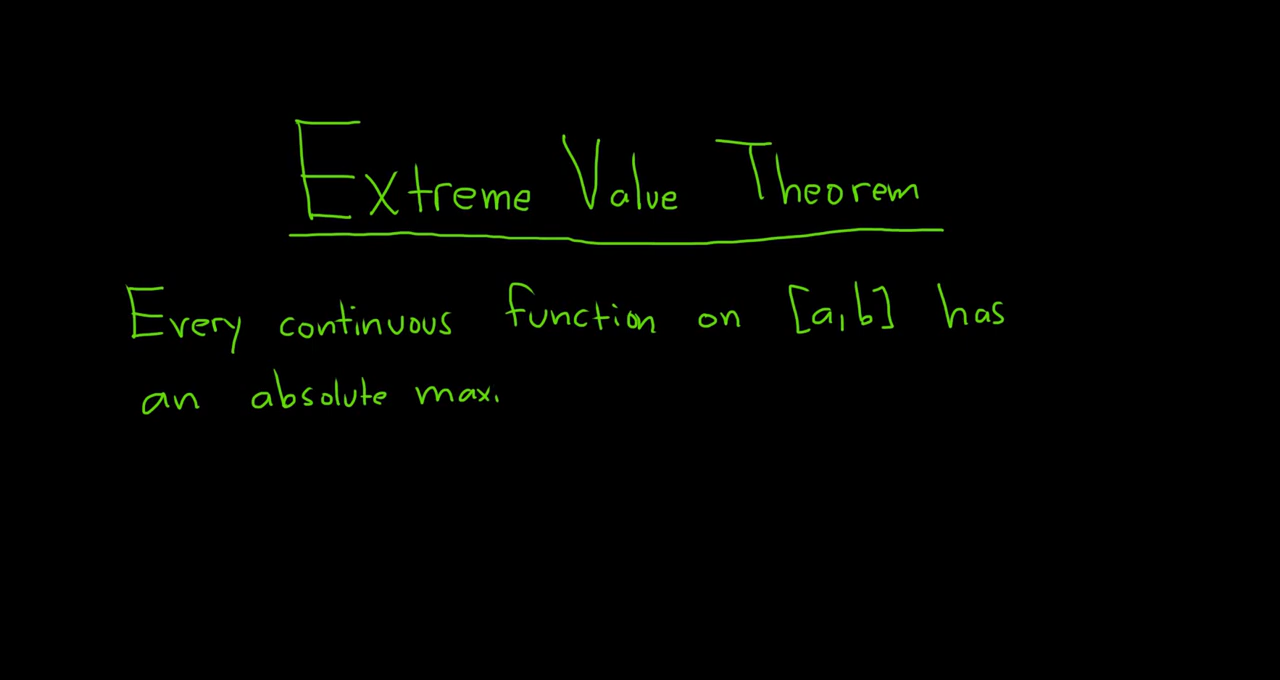 Extreme Value Theorem
Every continuous function on [a,b] has
an absolute max.